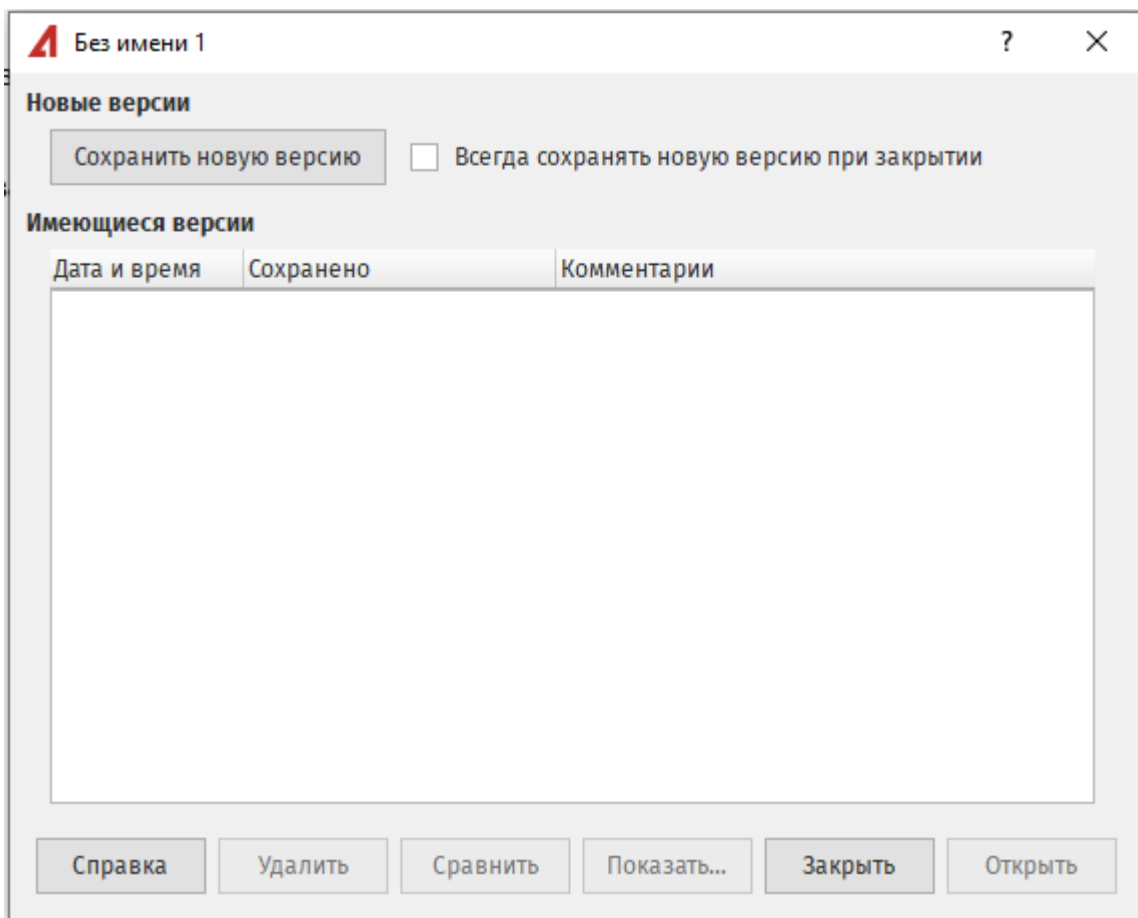 Без имени 1
?
Новые версии
Сохранить новую версию
Всегда сохранять новую версию при закрытии
Имеющиеся версии
Дата и время Сохранено Комментарии
Справка Удалить Сравнить Показать... Закрыть Открыть